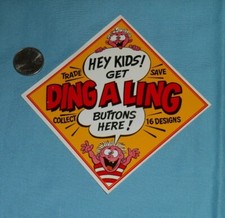 HEY KIDS!
GET
TRADE SAVE
DING A LING
COLLECT 16 DESIGNS
BUTTONS
HERE!